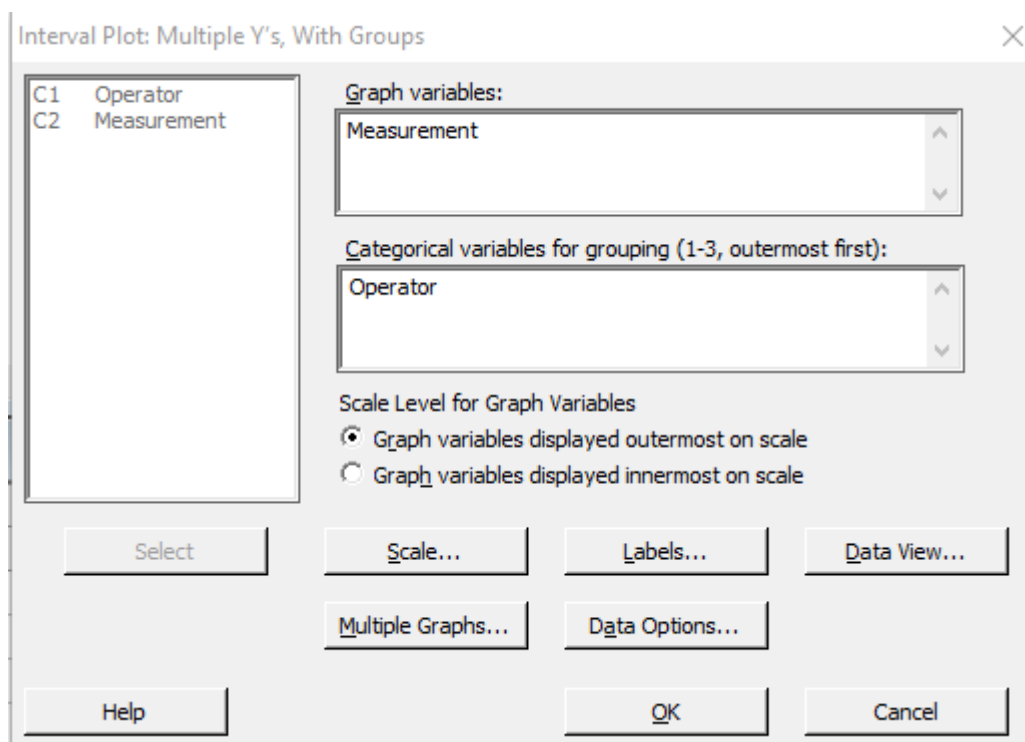 Interval Plot: Multiple Y's, With Groups
C1 Operator
C2 Measurement
Graph variables:
Measurement
Categorical variables for grouping (1-3, outermost first):
Operator
Scale Level for Graph Variables
Graph variables displayed outermost on scale
Graph variables displayed innermost on scale
Select
Scale...
Labels...
Data View...
Multiple Graphs...
Data Options...
Help
OK
Cancel